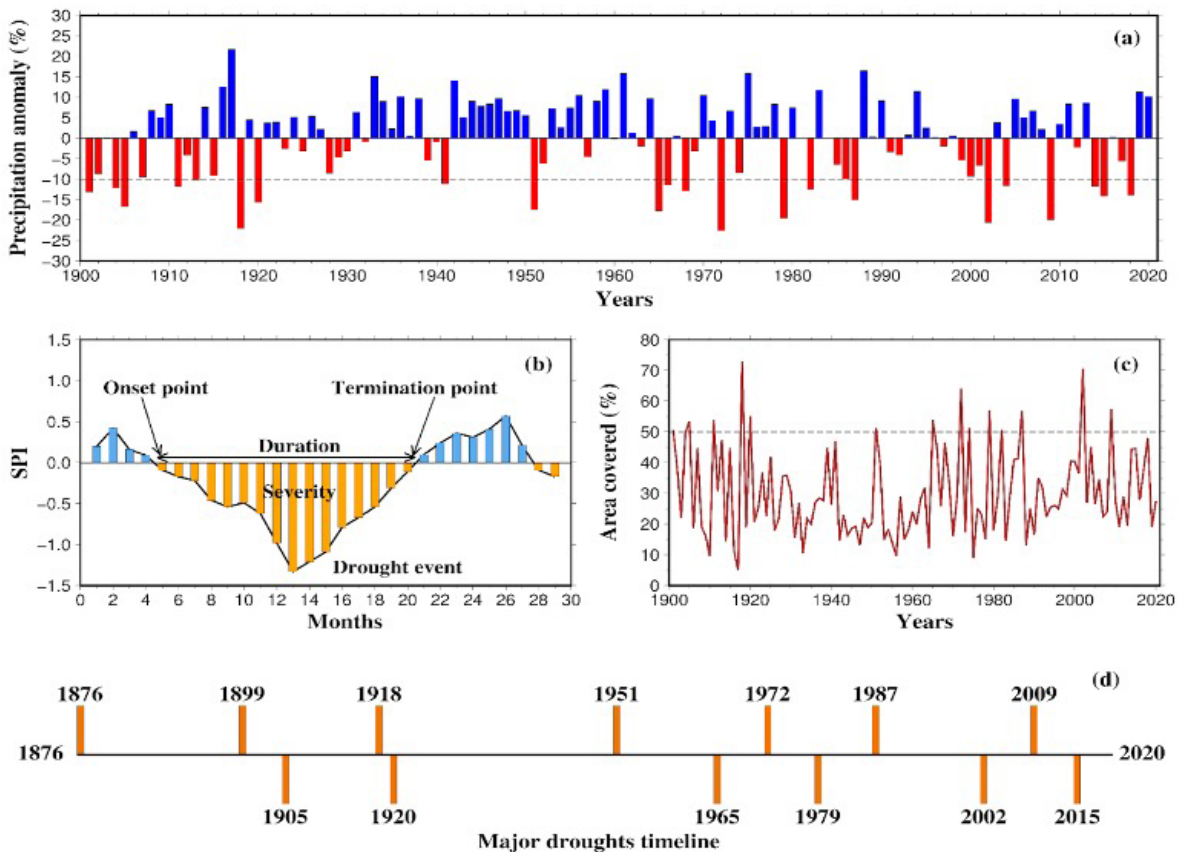 Precipitation anomaly (%)
30
25
20
15
10
5
0
−5
−10
−15
−20
−25
−30
(a)
1900 1910 1920 1930 1940 1950 1960 1970 1980 1990 2000 2010 2020
Years
SPI
1.5
1.0
0.5
0.0
−0.5
−1.0
−1.5
(b)
Onset point
Termination point
Duration
Severity
Drought event
0 2 4 6 8 10 12 14 16 18 20 22 24 26 28 30
Months
Area covered (%)
80
70
60
50
40
30
20
10
0
(c)
1900 1920 1940 1960 1980 2000 2020
Years
(d)
1876 1899 1918 1951 1972 1987 2009
1876 2020
1905 1920 1965 1979 2002 2015
Major droughts timeline